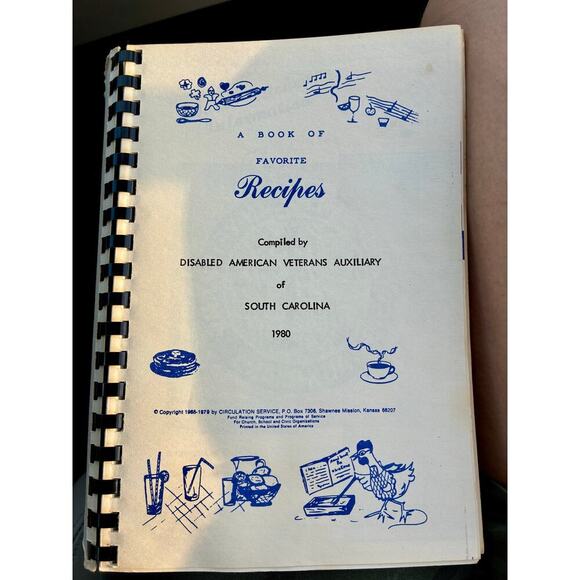 A BOOK OF
FAVORITE
Recipes
Compiled by
DISABLED AMERICAN VETERANS AUXILIARY
of
SOUTH CAROLINA
1980
© Copyright 1968-1979 by CIRCULATION SERVICE, P.O. Box 7306, Shawnee Mission, Kansas 66207
Fund Raising Programs and Programs of Service
For Church, School and Civic Organizations
Printed in the United States of America